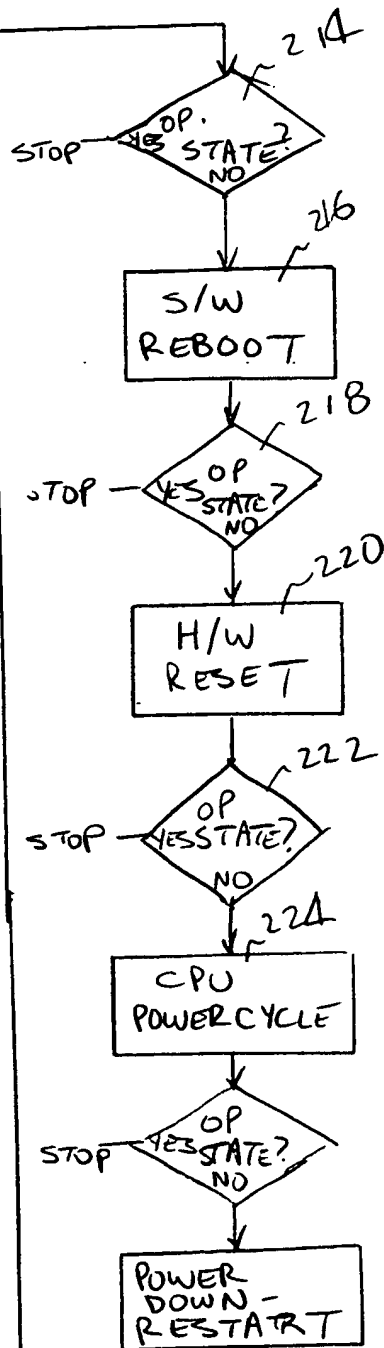 214
OP.
STOP YES STATE?
NO
216
S/W
REBOOT
218
OP
STOP YES STATE?
NO
220
H/W
RESET
222
OP
STOP YES STATE?
NO
224
CPU
POWERCYCLE
OP
STOP YES STATE?
NO
POWER
DOWN-
RESTATRT